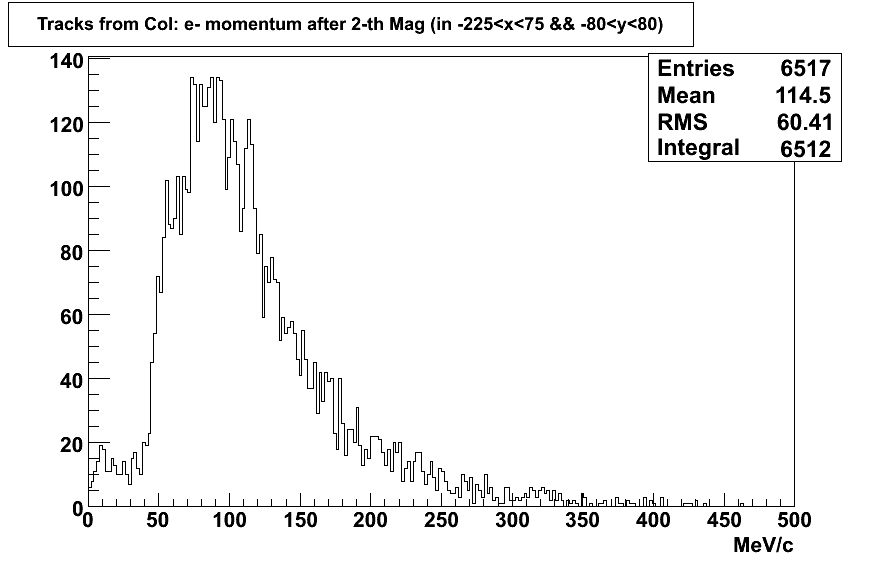 Tracks from Col: e- momentum after 2-th Mag (in -225<x<75 && -80<y<80)
Entries 6517
Mean 114.5
RMS 60.41
Integral 6512
140
120
100
80
60
40
20
0
0 50 100 150 200 250 300 350 400 450 500
MeV/c